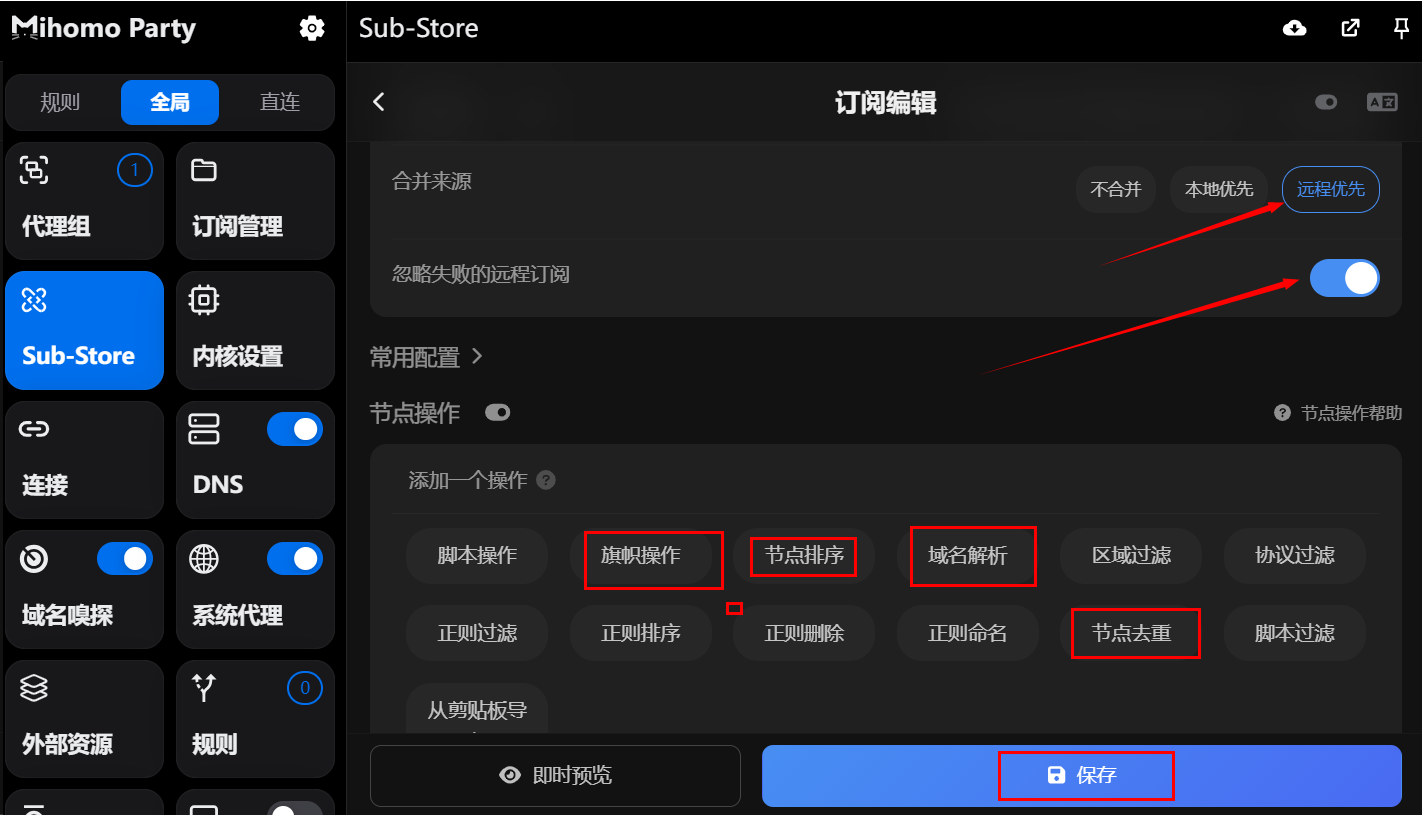 Mihomo Party
Sub-Store
规则
全局
直连
订阅编辑
代理组
1
订阅管理
合并来源
不合并
本地优先
远程优先
忽略失败的远程订阅
Sub-Store
内核设置
常用配置
节点操作
节点操作帮助
连接
DNS
添加一个操作
脚本操作
旗帜操作
节点排序
域名解析
区域过滤
协议过滤
域名嗅探
系统代理
正则过滤
正则排序
正则删除
正则命名
节点去重
脚本过滤
外部资源
规则
0
从剪贴板导
即时预览
保存